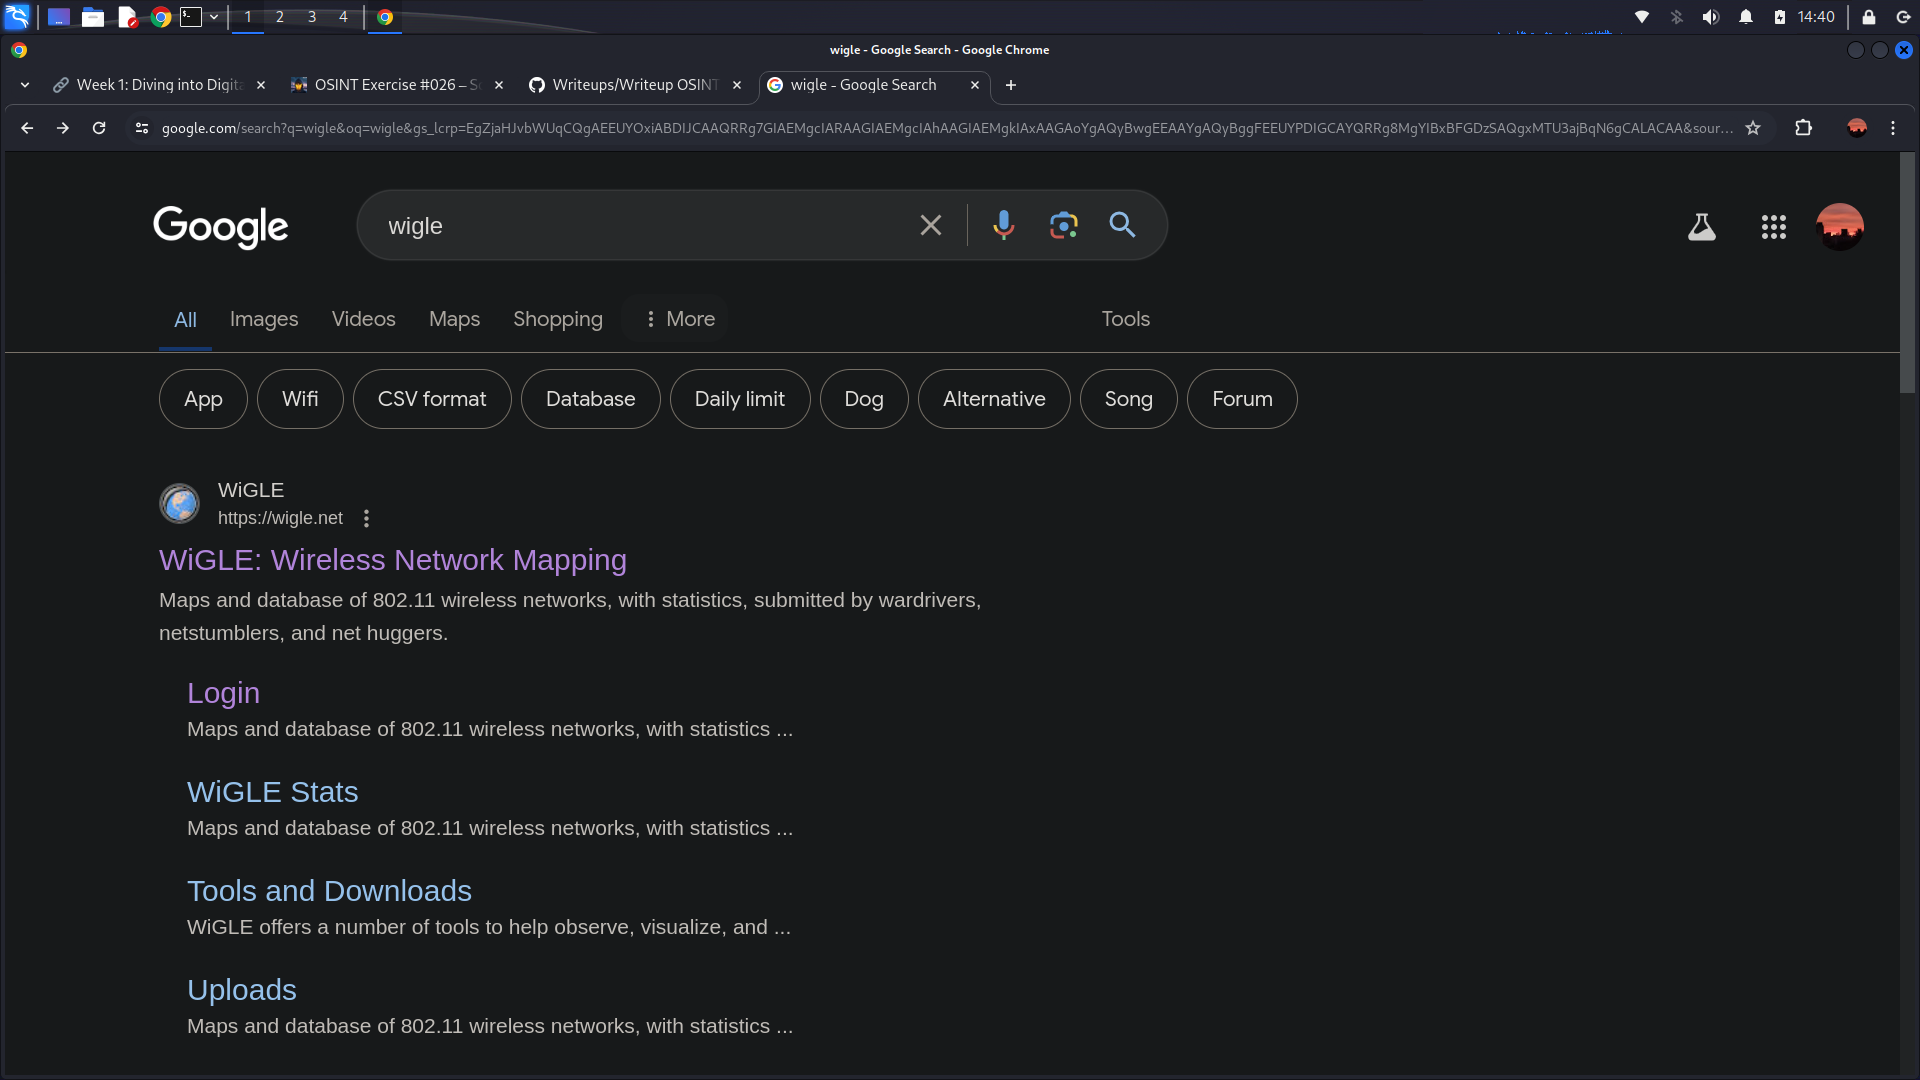 1 2 3 4 14:40
wigle - Google Search - Google Chrome
Week 1: Diving into Digita OSINT Exercise #026 – So Writeups/Writeup OSINT wigle - Google Search
google.com/search?q=wigle&oq=wigle&gs_lcrp=EgZjaHJvbWUqCQgAEEUYOxiABDIJCAAQRRg7GIAEMgcIARAAGIAEMgcIAhAAGIAEMgkIAxAAGAoYgAQyBwgEEAAYgAQyBggFEEUYPDIGCAYQRRg8MgYIBxBFGDzSAQgxMTU3ajBqN6gCALACAA&sour...
Google wigle
All Images Videos Maps Shopping More Tools
App Wifi CSV format Database Daily limit Dog Alternative Song Forum
WiGLE
https://wigle.net
WiGLE: Wireless Network Mapping
Maps and database of 802.11 wireless networks, with statistics, submitted by wardrivers,
netstumblers, and net huggers.
Login
Maps and database of 802.11 wireless networks, with statistics ...
WiGLE Stats
Maps and database of 802.11 wireless networks, with statistics ...
Tools and Downloads
WiGLE offers a number of tools to help observe, visualize, and ...
Uploads
Maps and database of 802.11 wireless networks, with statistics ...